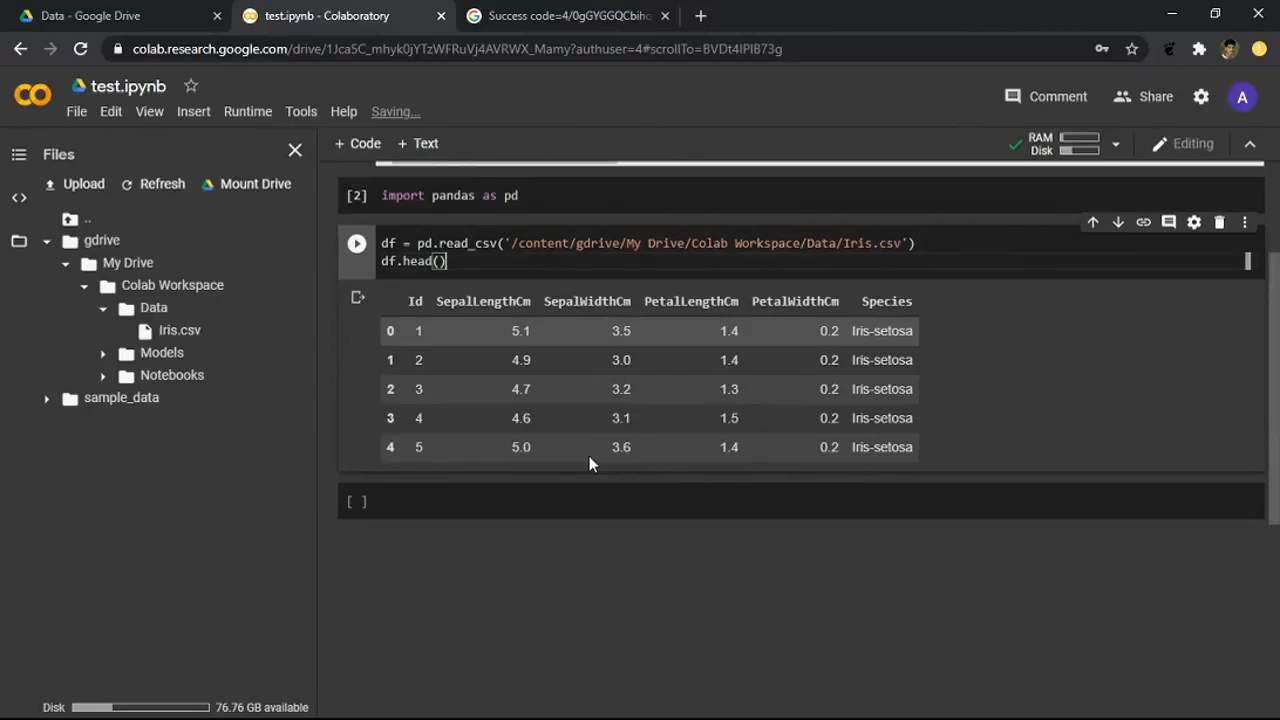 Data - Google Drive
test.ipynb - Colaboratory
Success code=4/0gGYGGQCbihc
colab.research.google.com/drive/1Jca5C_mhyk0jYTzWFRuVj4AVRWX_Mamy?authuser=4#scrollTo=BVDt4lPIB73g
test.ipynb
Comment
Share
A
File Edit View Insert Runtime Tools Help Saving...
Files
+ Code + Text
RAM
Disk
Editing
Upload Refresh Mount Drive
..
gdrive
My Drive
Colab Workspace
Data
Iris.csv
Models
Notebooks
sample_data
[2] import pandas as pd
df = pd.read_csv('/content/gdrive/My Drive/Colab Workspace/Data/Iris.csv')
df.head()
Id SepalLengthCm SepalWidthCm PetalLengthCm PetalWidthCm Species
0 1 5.1 3.5 1.4 0.2 Iris-setosa
1 2 4.9 3.0 1.4 0.2 Iris-setosa
2 3 4.7 3.2 1.3 0.2 Iris-setosa
3 4 4.6 3.1 1.5 0.2 Iris-setosa
4 5 5.0 3.6 1.4 0.2 Iris-setosa
[ ]
Disk 76.76 GB available